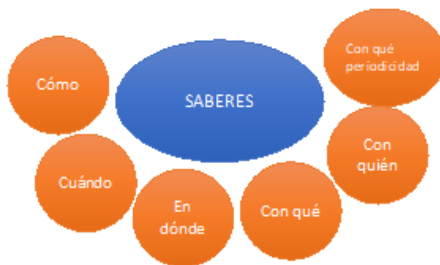 SABERES
Cómo
Cuándo
En
dónde
Con qué
Con
quién
Con qué
periodicidad